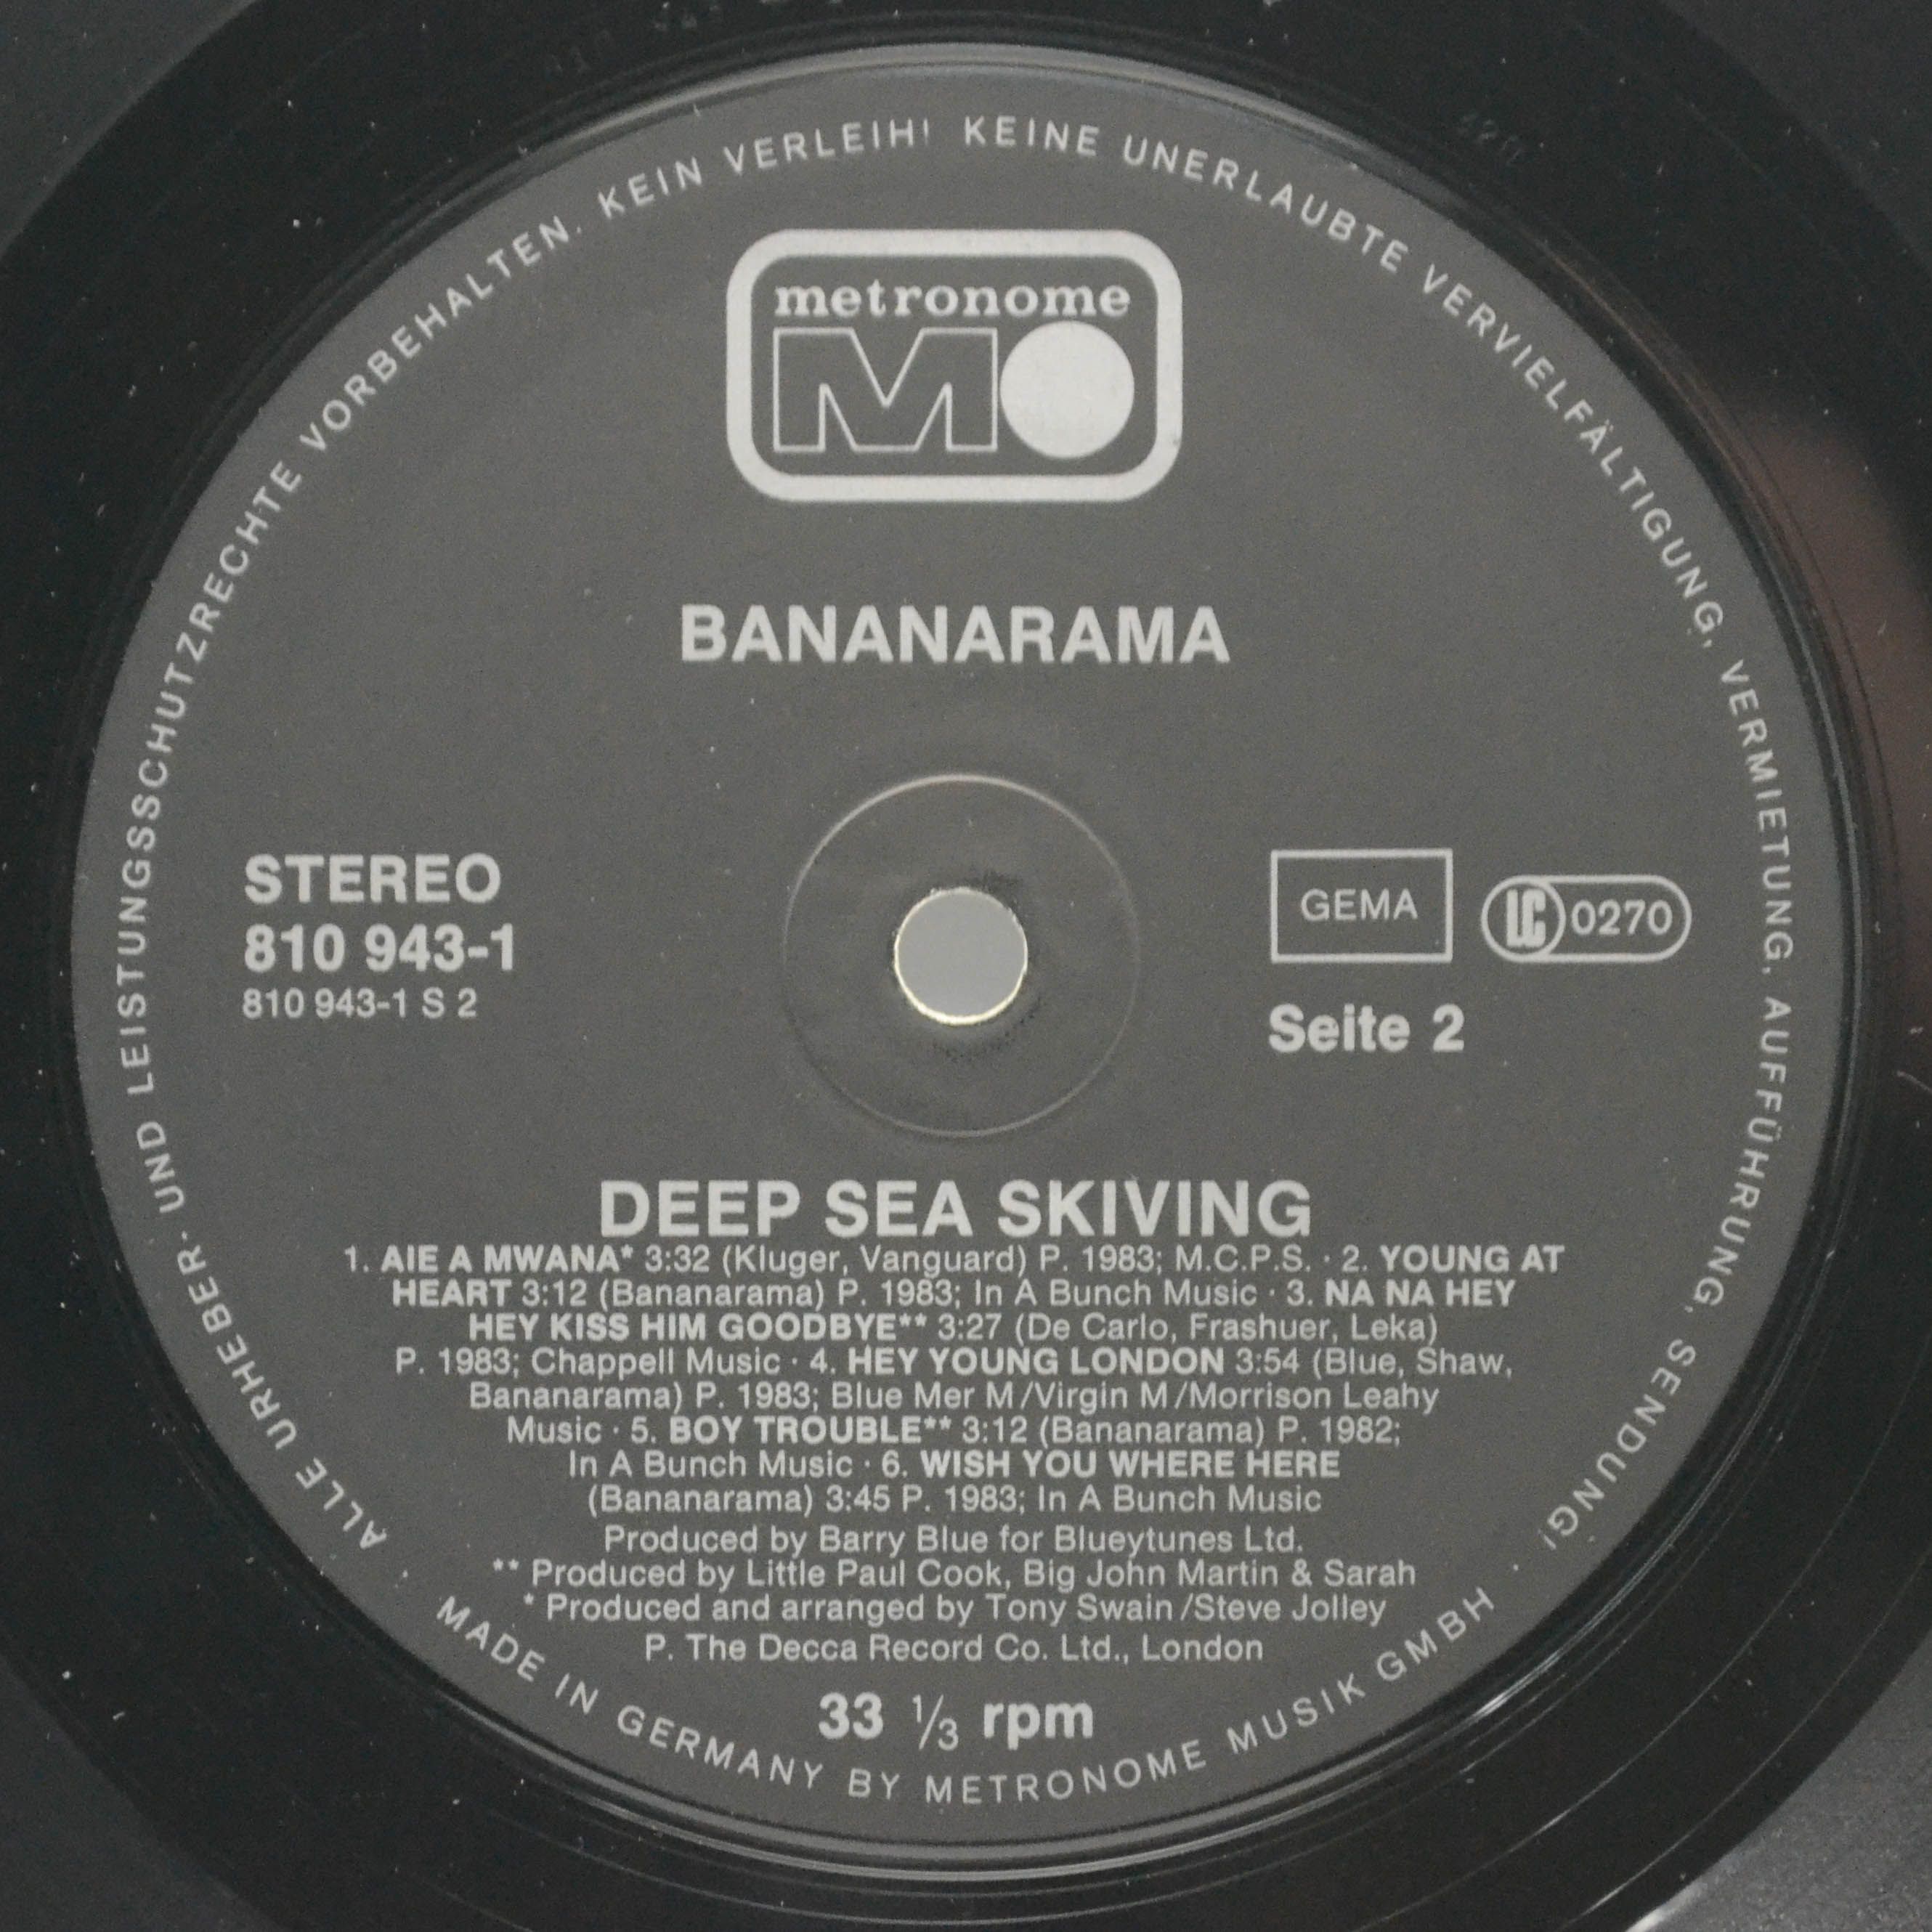 ALLE URHEBER- UND LEISTUNGSSCHUTZRECHTE VORBEHALTEN. KEIN VERLEIH! KEINE UNERLAUBTE VERVIELFÄLTIGUNG, VERMIETUNG, AUFFÜHRUNG, SENDUNG!
metronome
MO
BANANARAMA
STEREO
810 943-1
810 943-1 S 2
GEMA
LC 0270
Seite 2
DEEP SEA SKIVING
1. AIE A MWANA* 3:32 (Kluger, Vanguard) P. 1983; M.C.P.S. · 2. YOUNG AT
HEART 3:12 (Bananarama) P. 1983; In A Bunch Music · 3. NA NA HEY
HEY KISS HIM GOODBYE** 3:27 (De Carlo, Frashuer, Leka)
P. 1983; Chappell Music · 4. HEY YOUNG LONDON 3:54 (Blue, Shaw,
Bananarama) P. 1983; Blue Mer M/Virgin M/Morrison Leahy
Music · 5. BOY TROUBLE** 3:12 (Bananarama) P. 1982;
In A Bunch Music · 6. WISH YOU WHERE HERE
(Bananarama) 3:45 P. 1983; In A Bunch Music
Produced by Barry Blue for Blueytunes Ltd.
** Produced by Little Paul Cook, Big John Martin & Sarah
* Produced and arranged by Tony Swain/Steve Jolley
P. The Decca Record Co. Ltd., London
33 1/3 rpm
· MADE IN GERMANY BY METRONOME MUSIK GMBH ·